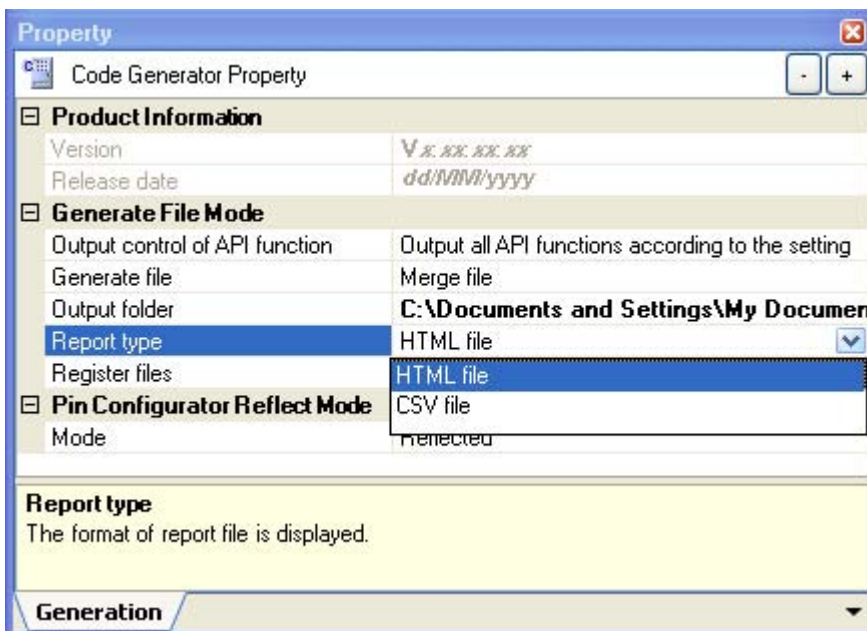 Property
Code Generator Property
- +
Product Information
Version V x.xx.xx.xx
Release date dd/MM/yyyy
Generate File Mode
Output control of API function Output all API functions according to the setting
Generate file Merge file
Output folder C:\Documents and Settings\My Documen
Report type HTML file
Register files HTML file
CSV file
Pin Configurator Reflect Mode
Mode Reflected
Report type
The format of report file is displayed.
Generation